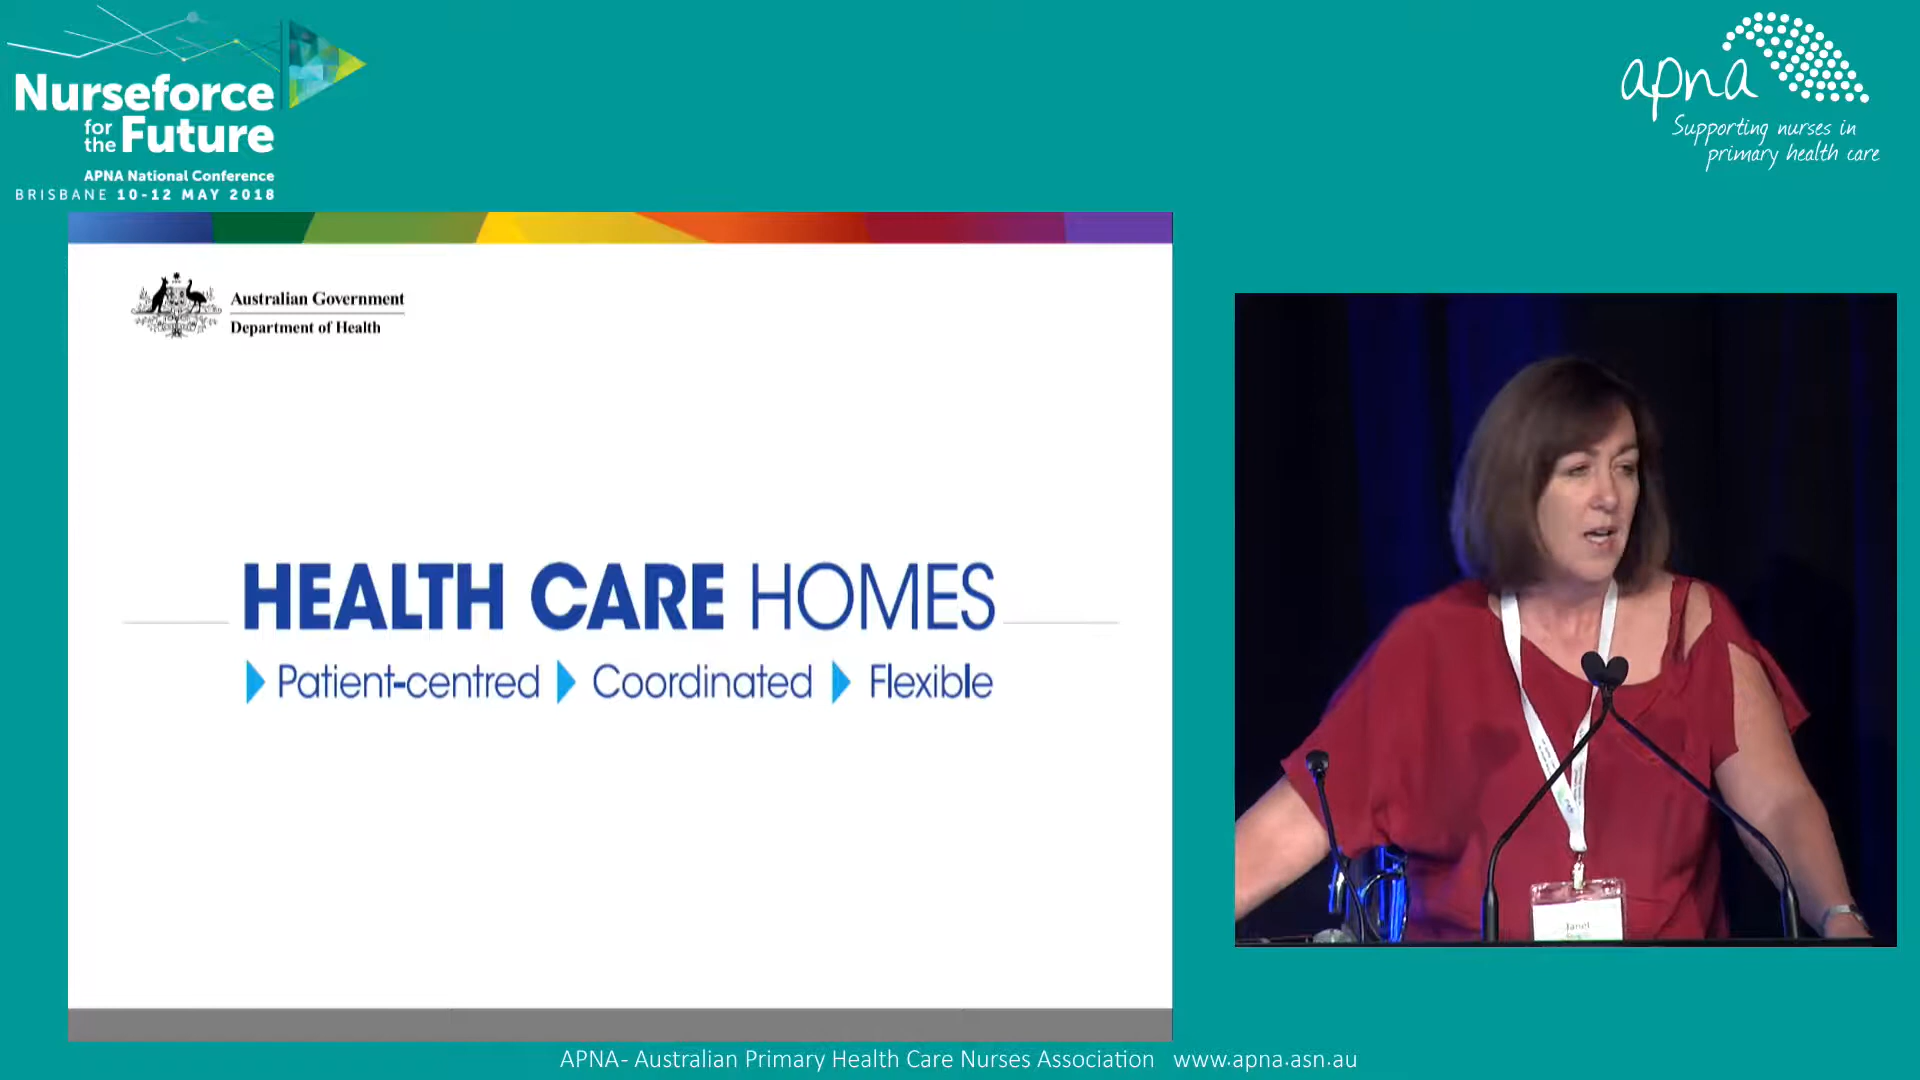 Nurseforce
for the Future
APNA National Conference
BRISBANE 10-12 MAY 2018
apna
Supporting nurses in
primary health care
Australian Government
Department of Health
HEALTH CARE HOMES
Patient-centred Coordinated Flexible
APNA- Australian Primary Health Care Nurses Association www.apna.asn.au